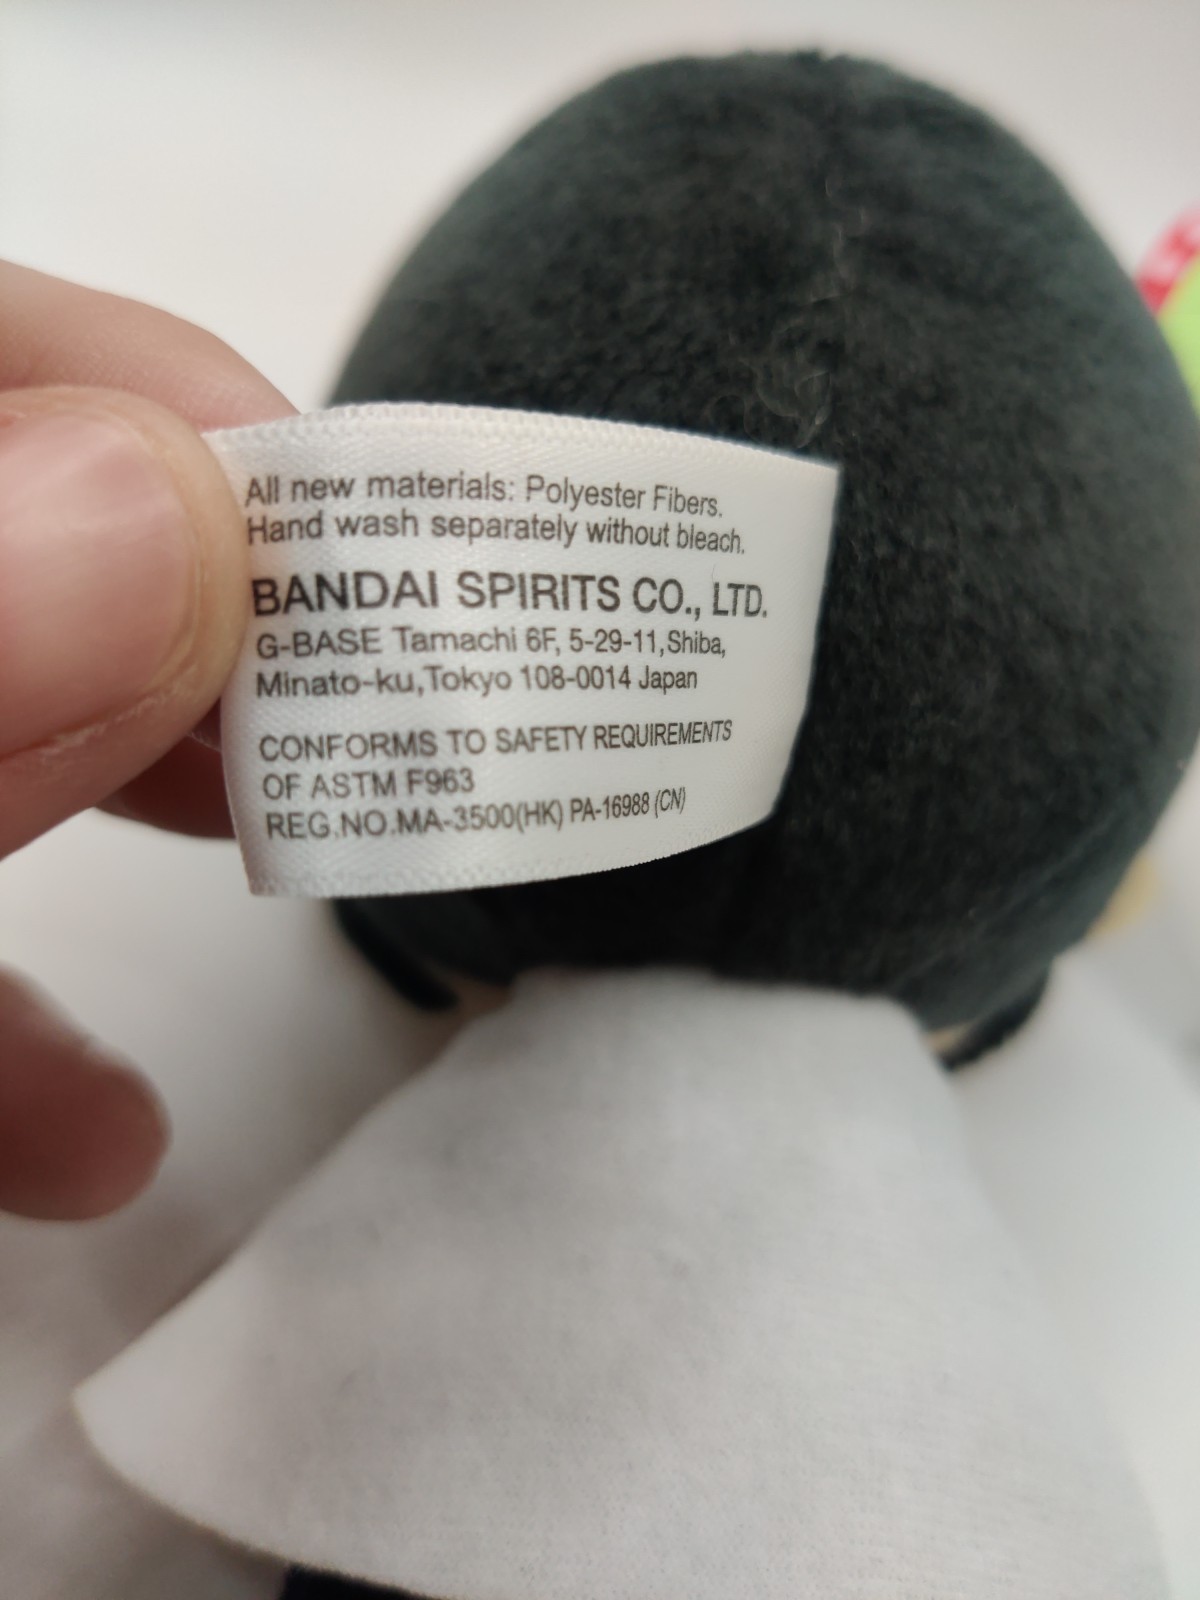 All new materials: Polyester Fibers.
Hand wash separately without bleach.
BANDAI SPIRITS CO., LTD.
G-BASE Tamachi 6F, 5-29-11,Shiba,
Minato-ku,Tokyo 108-0014 Japan
CONFORMS TO SAFETY REQUIREMENTS
OF ASTM F963
REG.NO.MA-3500(HK) PA-16988 (CN)